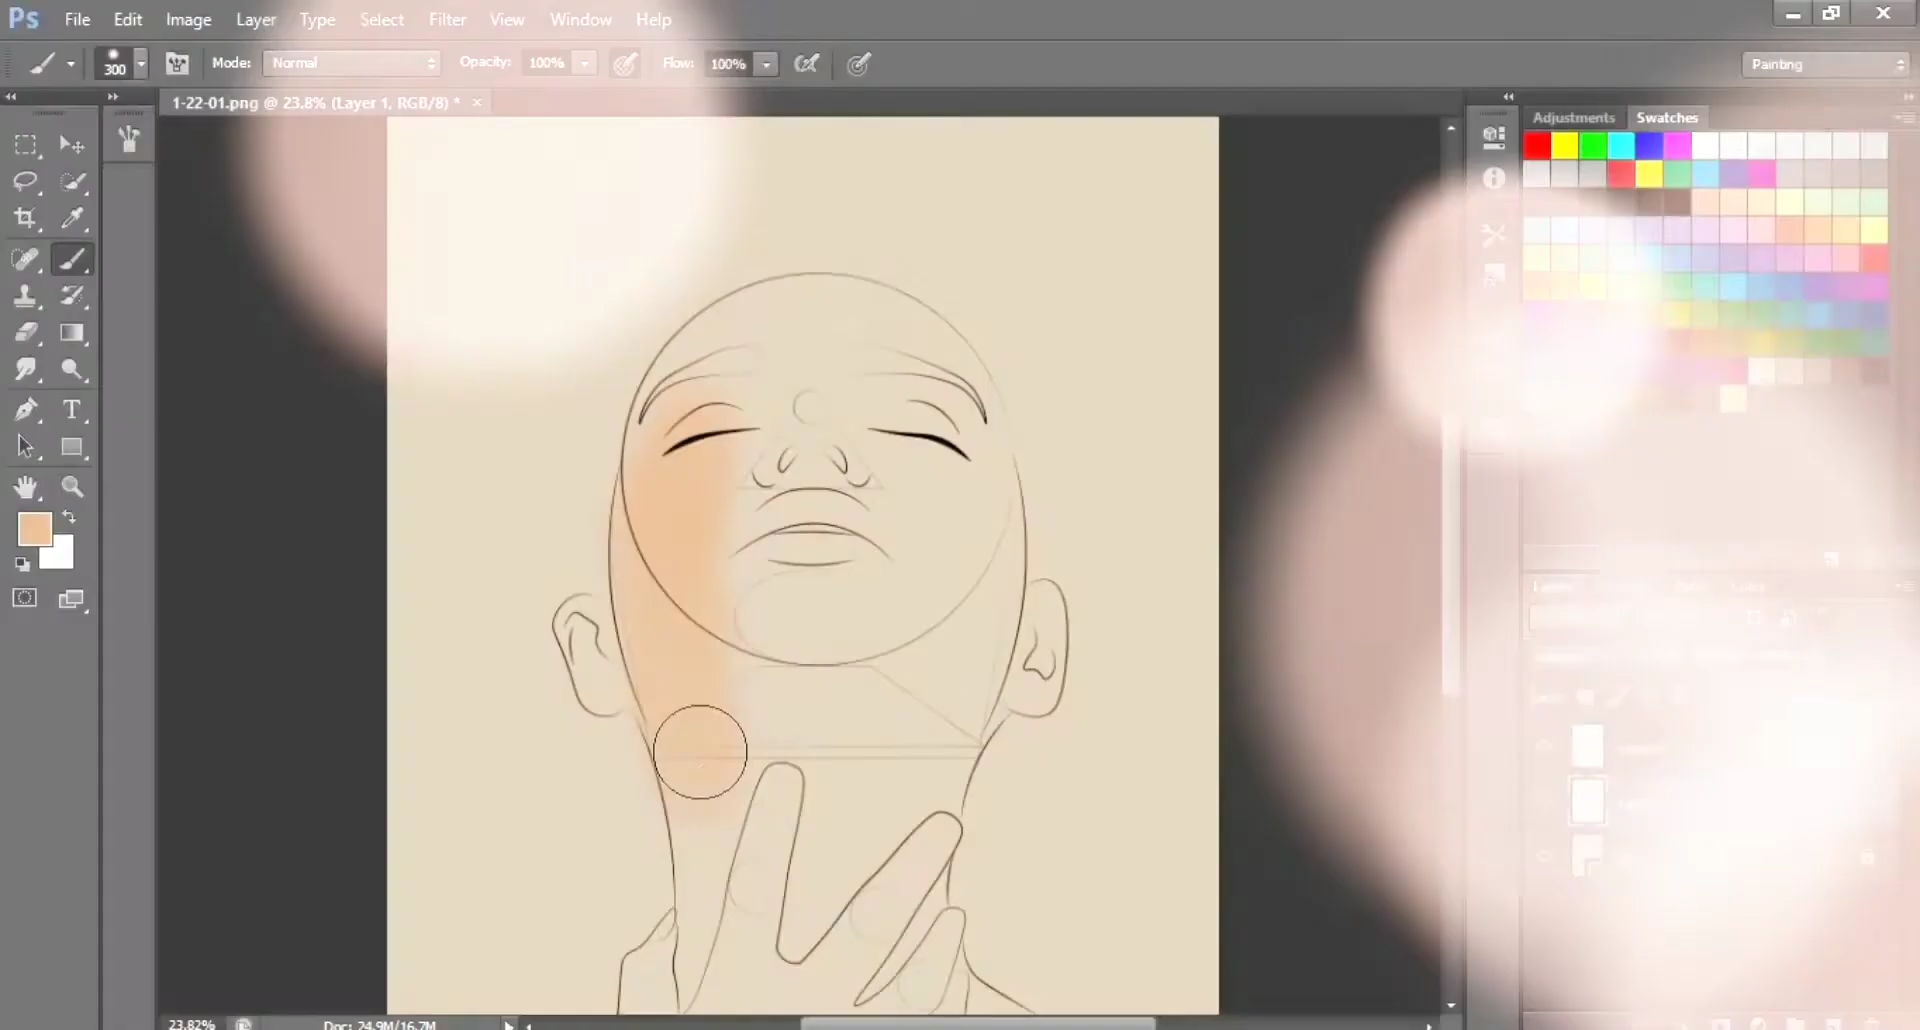 Ps File Edit Image Layer Type Select Filter View Window Help
300 Mode: Normal Opacity: 100% Flow: 100% Painting
1-22-01.png @ 23.8% (Layer 1, RGB/8) * ×
Adjustments Swatches
T
23.82% Doc: 24.9M/16.7M